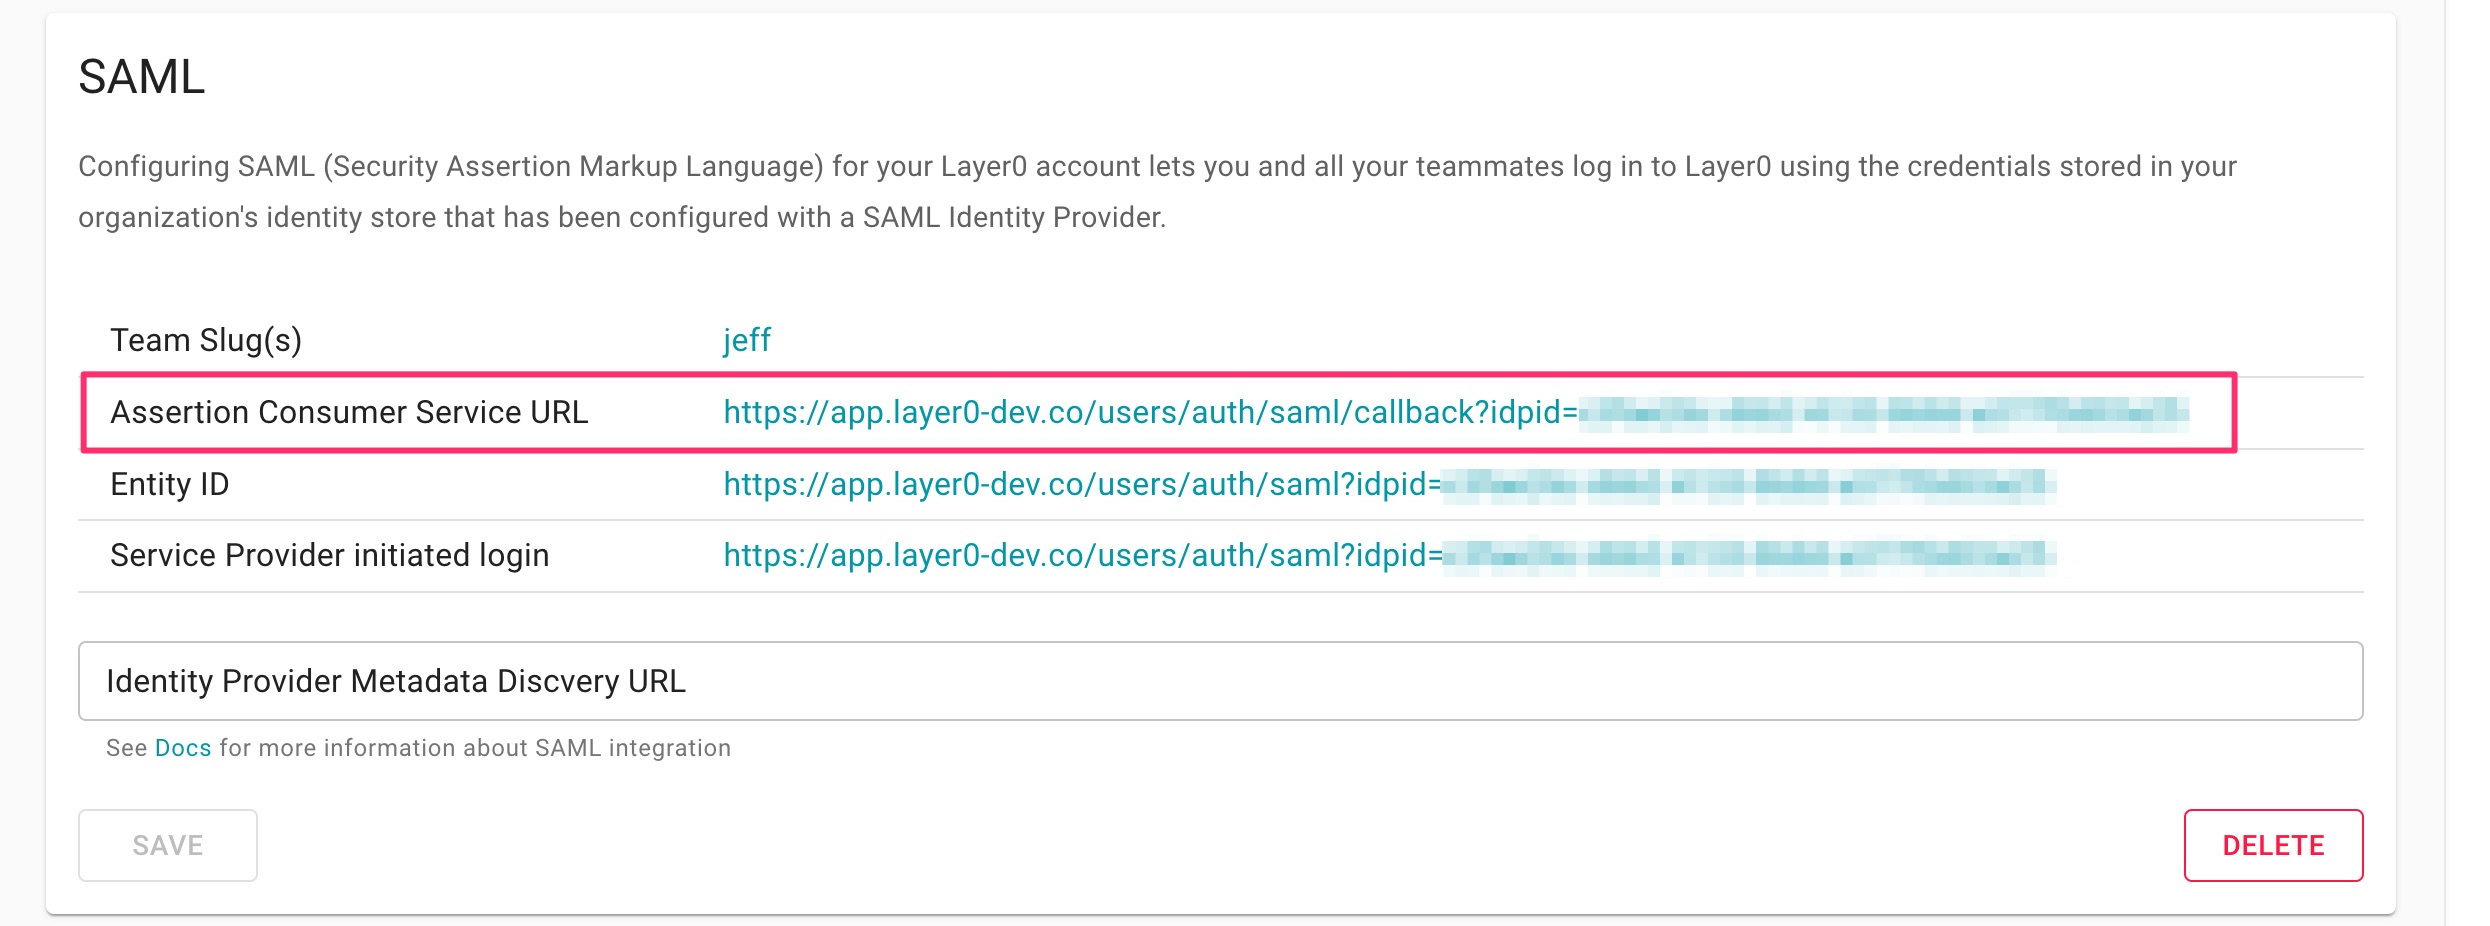 SAML
Configuring SAML (Security Assertion Markup Language) for your Layer0 account lets you and all your teammates log in to Layer0 using the credentials stored in your
organization's identity store that has been configured with a SAML Identity Provider.
Team Slug(s) jeff
Assertion Consumer Service URL https://app.layer0-dev.co/users/auth/saml/callback?idpid=
Entity ID https://app.layer0-dev.co/users/auth/saml?idpid=
Service Provider initiated login https://app.layer0-dev.co/users/auth/saml?idpid=
Identity Provider Metadata Discvery URL
See Docs for more information about SAML integration
SAVE DELETE